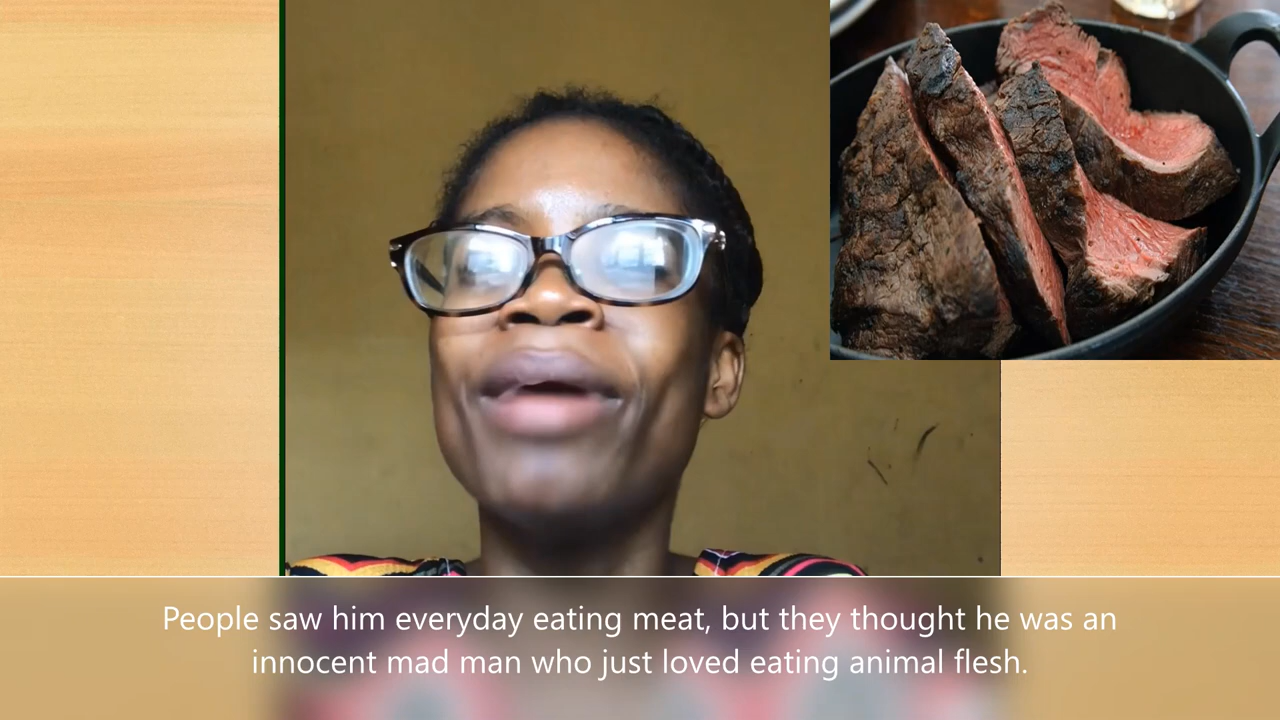 People saw him everyday eating meat, but they thought he was an
innocent mad man who just loved eating animal flesh.